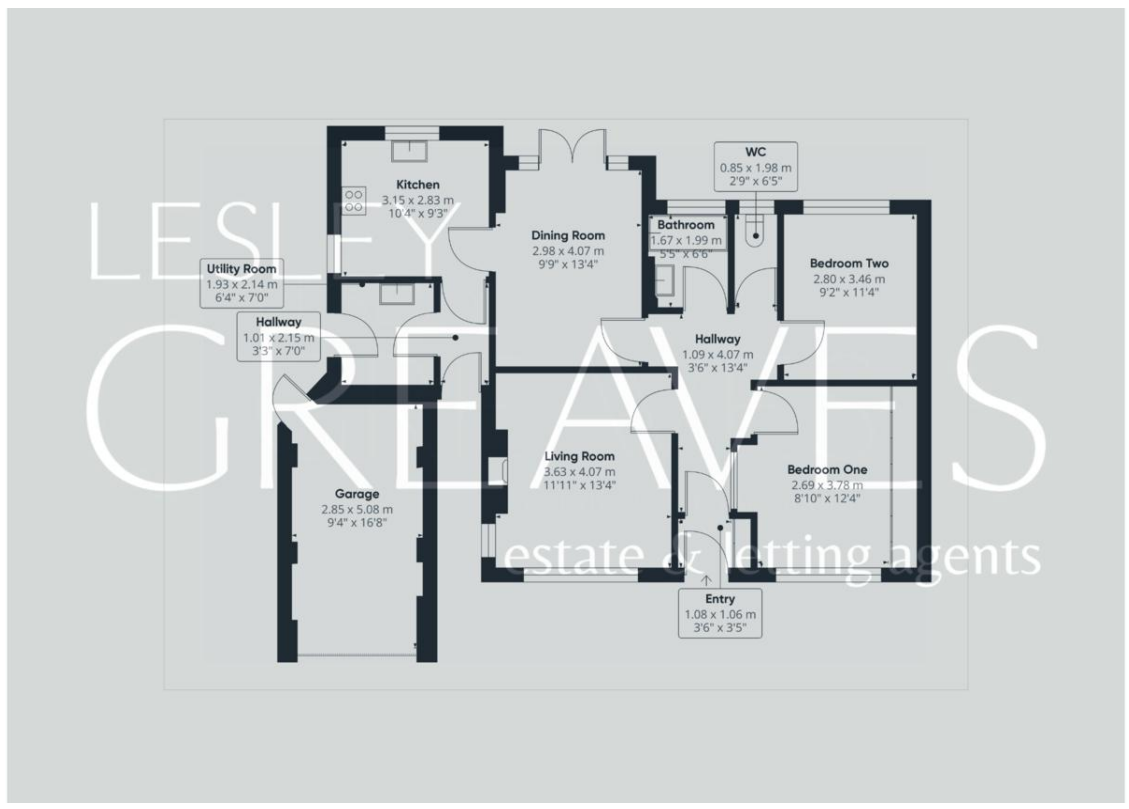 WC
0.85 x 1.98 m
2'9" x 6'5"
Kitchen
3.15 x 2.83 m
10'4" x 9'3"
LESLEY
Bathroom
1.67 x 1.99 m
5'5" x 6'6"
Dining Room
2.98 x 4.07 m
9'9" x 13'4"
Bedroom Two
2.80 x 3.46 m
9'2" x 11'4"
Utility Room
1.93 x 2.14 m
6'4" x 7'0"
Hallway
1.01 x 2.15 m
3'3" x 7'0"
Hallway
1.09 x 4.07 m
3'6" x 13'4"
GREAVES
Living Room
3.63 x 4.07 m
11'11" x 13'4"
Bedroom One
2.69 x 3.78 m
8'10" x 12'4"
Garage
2.85 x 5.08 m
9'4" x 16'8"
estate & letting agents
Entry
1.08 x 1.06 m
3'6" x 3'5"